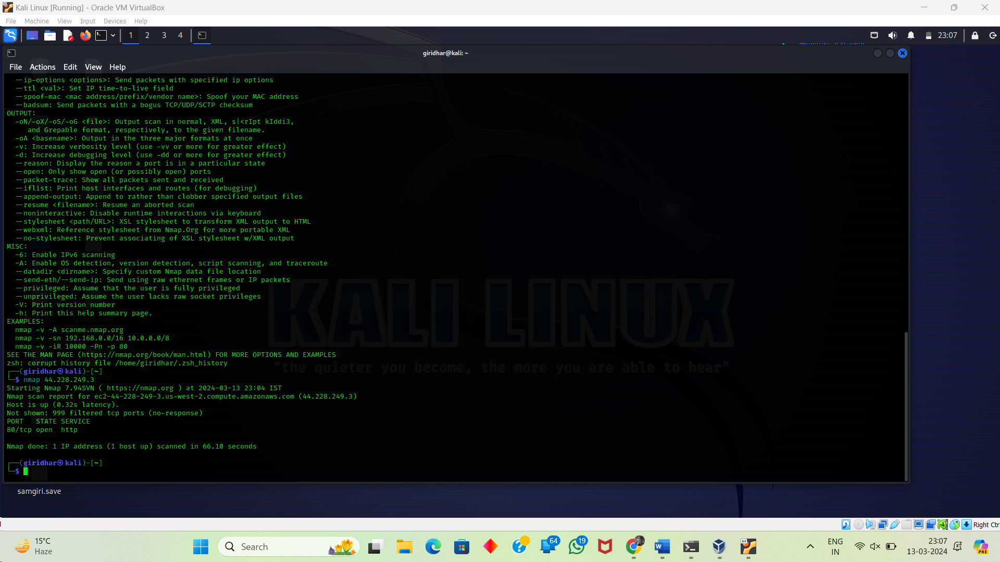 Kali Linux [Running] - Oracle VM VirtualBox
File Machine View Input Devices Help
1 2 3 4
23:07
giridhar@kali: ~
File Actions Edit View Help
--ip-options <options>: Send packets with specified ip options
--ttl <val>: Set IP time-to-live field
--spoof-mac <mac address/prefix/vendor name>: Spoof your MAC address
--badsum: Send packets with a bogus TCP/UDP/SCTP checksum
OUTPUT:
-oN/-oX/-oS/-oG <file>: Output scan in normal, XML, s|<rIpt kIddi3,
and Grepable format, respectively, to the given filename.
-oA <basename>: Output in the three major formats at once
-v: Increase verbosity level (use -vv or more for greater effect)
-d: Increase debugging level (use -dd or more for greater effect)
--reason: Display the reason a port is in a particular state
--open: Only show open (or possibly open) ports
--packet-trace: Show all packets sent and received
--iflist: Print host interfaces and routes (for debugging)
--append-output: Append to rather than clobber specified output files
--resume <filename>: Resume an aborted scan
--noninteractive: Disable runtime interactions via keyboard
--stylesheet <path/URL>: XSL stylesheet to transform XML output to HTML
--webxml: Reference stylesheet from Nmap.Org for more portable XML
--no-stylesheet: Prevent associating of XSL stylesheet w/XML output
MISC:
-6: Enable IPv6 scanning
-A: Enable OS detection, version detection, script scanning, and traceroute
--datadir <dirname>: Specify custom Nmap data file location
--send-eth/--send-ip: Send using raw ethernet frames or IP packets
--privileged: Assume that the user is fully privileged
--unprivileged: Assume the user lacks raw socket privileges
-V: Print version number
-h: Print this help summary page.
EXAMPLES:
nmap -v -A scanme.nmap.org
nmap -v -sn 192.168.0.0/16 10.0.0.0/8
nmap -v -iR 10000 -Pn -p 80
SEE THE MAN PAGE (https://nmap.org/book/man.html) FOR MORE OPTIONS AND EXAMPLES
zsh: corrupt history file /home/giridhar/.zsh_history
┌──(giridhar㉿kali)-[~]
└─$ nmap 44.228.249.3
Starting Nmap 7.94SVN ( https://nmap.org ) at 2024-03-13 23:04 IST
Nmap scan report for ec2-44-228-249-3.us-west-2.compute.amazonaws.com (44.228.249.3)
Host is up (0.32s latency).
Not shown: 999 filtered tcp ports (no-response)
PORT STATE SERVICE
80/tcp open http
Nmap done: 1 IP address (1 host up) scanned in 66.10 seconds
┌──(giridhar㉿kali)-[~]
└─$
KALI LINUX
"the quieter you become, the more you are able to hear"
samgiri.save
Right Ctrl
15°C
Haze
Search
64
19
64
ENG
IN
23:07
13-03-2024
PRE